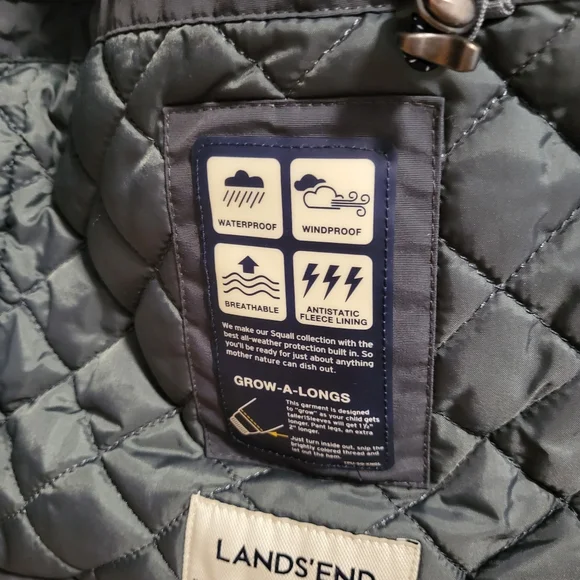 WATERPROOF
WINDPROOF
BREATHABLE
ANTISTATIC
FLEECE LINING
We make our Squall collection with the
best all-weather protection built in. So
you'll be ready for just about anything
mother nature can dish out.
GROW-A-LONGS
This garment is designed
to "grow" as your child gets
taller!Sleeves will get 1½"
longer. Pant legs, an extra
2" longer.
Just turn inside out, snip the
brightly colored thread and
let out the hem.
LANDS'END